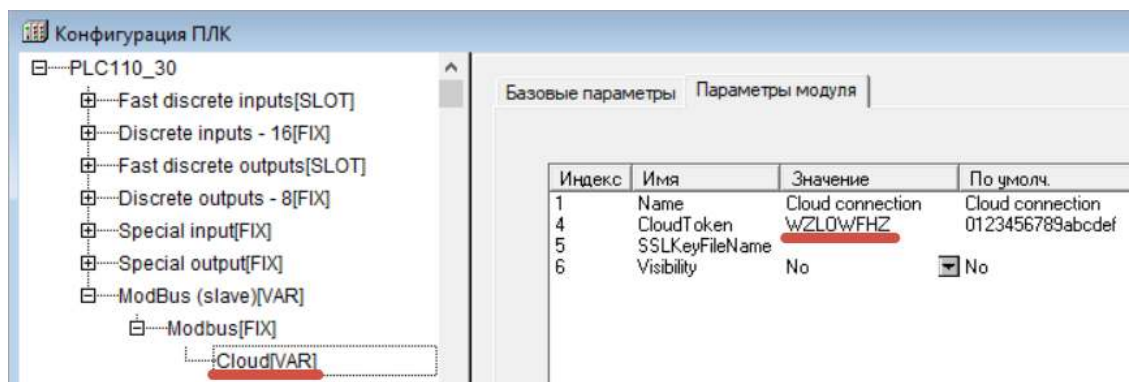 Конфигурация ПЛК
PLC110_30
Fast discrete inputs[SLOT]
Discrete inputs - 16[FIX]
Fast discrete outputs[SLOT]
Discrete outputs - 8[FIX]
Special input[FIX]
Special output[FIX]
ModBus (slave)[VAR]
Modbus[FIX]
Cloud[VAR]
Базовые параметры Параметры модуля
Индекс Имя Значение По умолч.
1 Name Cloud connection Cloud connection
4 CloudToken WZLOWFHZ 0123456789abcdef
5 SSLKeyFileName
6 Visibility No No